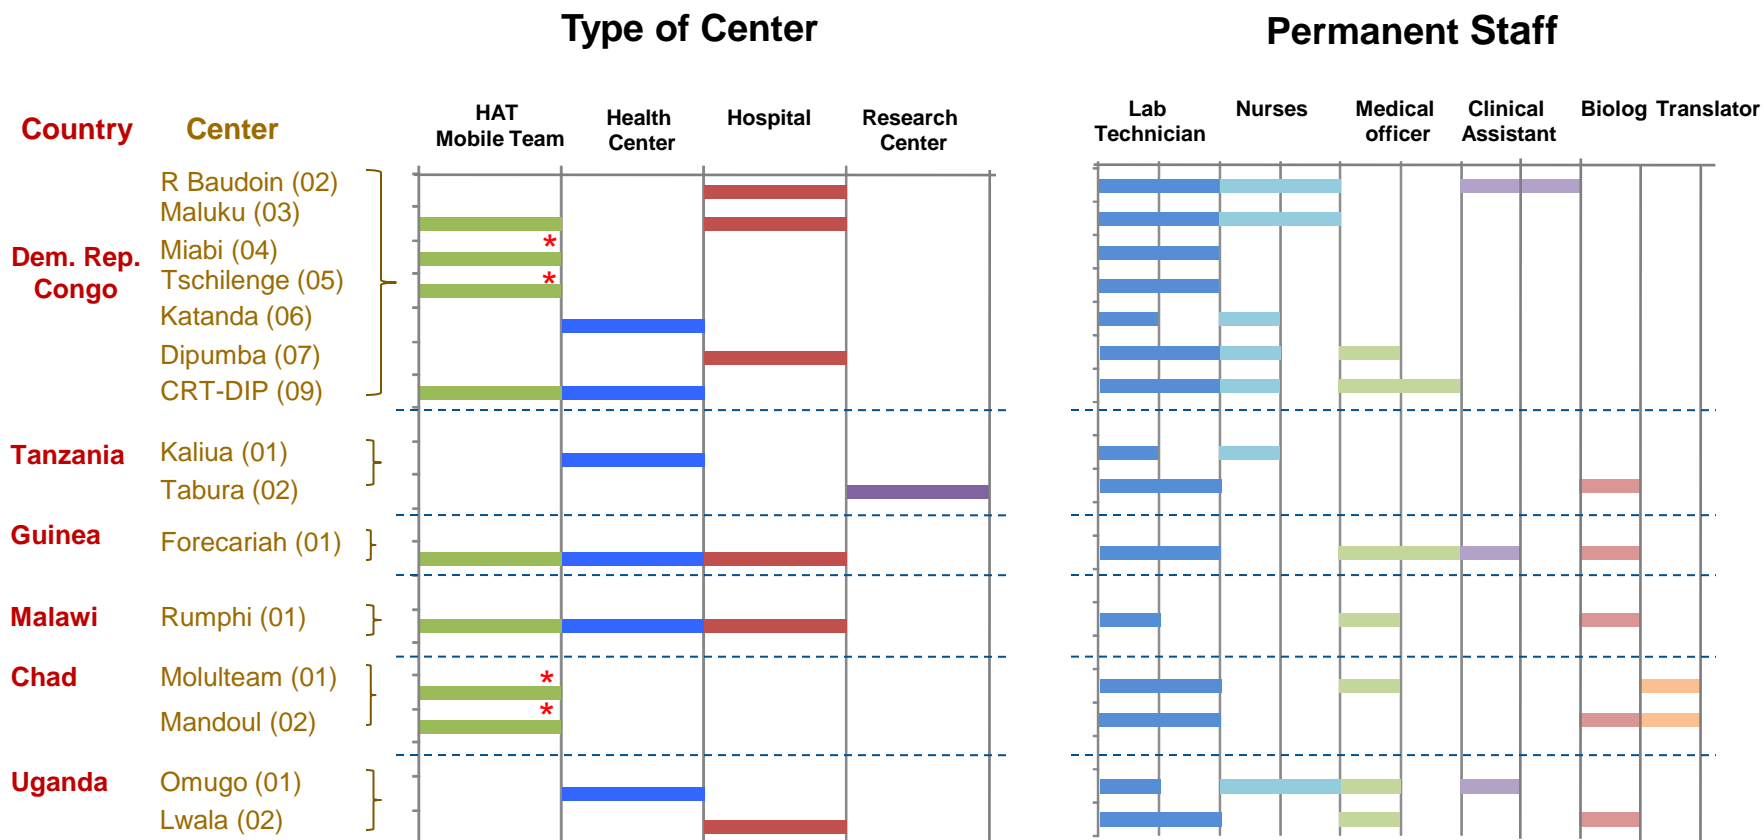 Type of Center
Permanent Staff
Country
Center
HAT
Mobile Team
Health
Center
Hospital
Research
Center
Lab
Technician
Nurses
Medical
officer
Clinical
Assistant
Biolog
Translator
Dem. Rep.
Congo
R Baudoin (02)
Maluku (03)
*
Miabi (04)
*
Tschilenge (05)
Katanda (06)
Dipumba (07)
CRT-DIP (09)
Tanzania
Kaliua (01)
Tabura (02)
Guinea
Forecariah (01)
Malawi
Rumphi (01)
Chad
Molulteam (01)
*
Mandoul (02)
*
Uganda
Omugo (01)
Lwala (02)